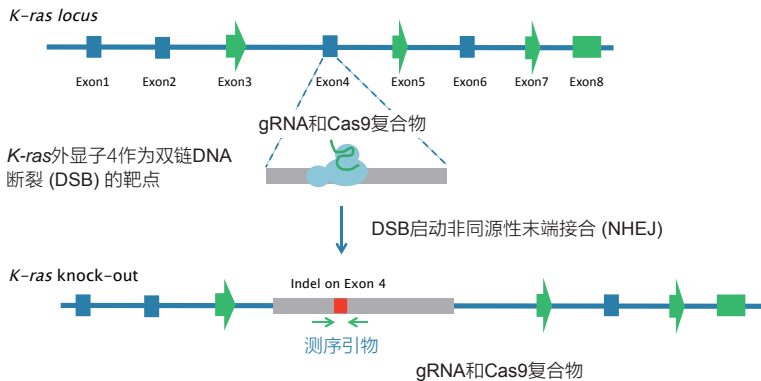 K-ras locus
Exon1 Exon2 Exon3 Exon4 Exon5 Exon6 Exon7 Exon8
gRNA和Cas9复合物
K-ras外显子4作为双链DNA
断裂 (DSB) 的靶点
DSB启动非同源性末端接合 (NHEJ)
K-ras knock-out
Indel on Exon 4
测序引物
gRNA和Cas9复合物